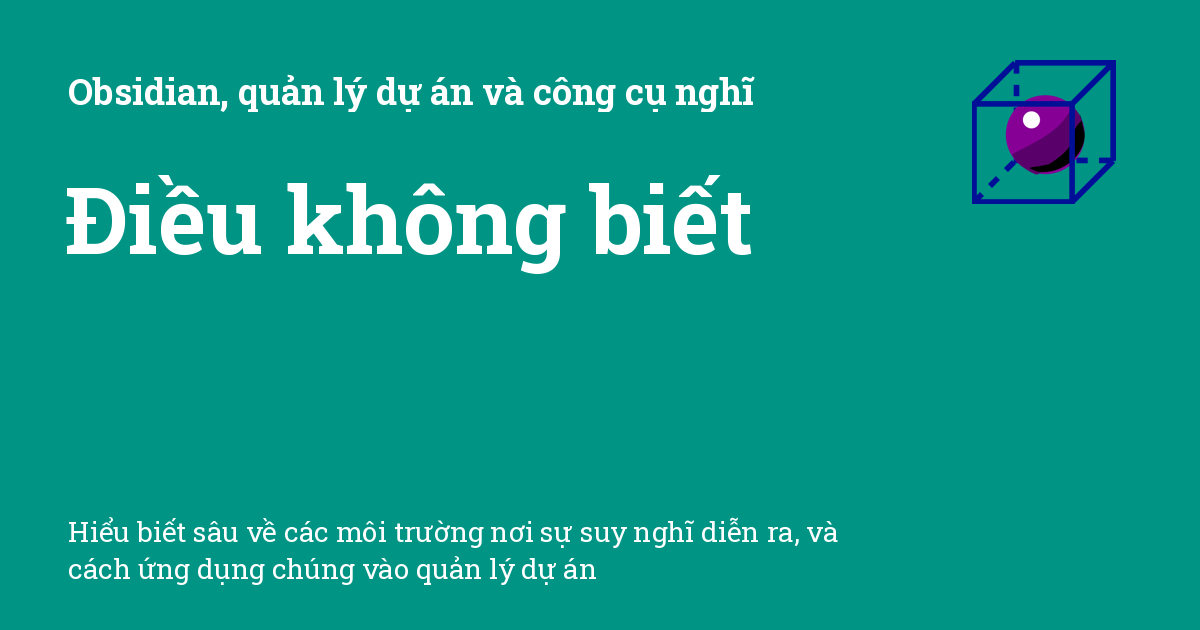 Obsidian, quản lý dự án và công cụ nghĩ
Điều không biết
Hiểu biết sâu về các môi trường nơi sự suy nghĩ diễn ra, và
cách ứng dụng chúng vào quản lý dự án